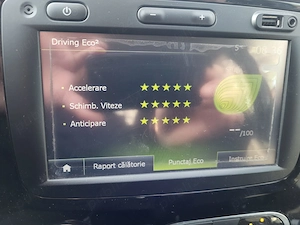 Driving Eco²
• Accelerare
• Schimb. Viteze
• Anticipare
--- /100
Raport călătorie
Punctaj Eco